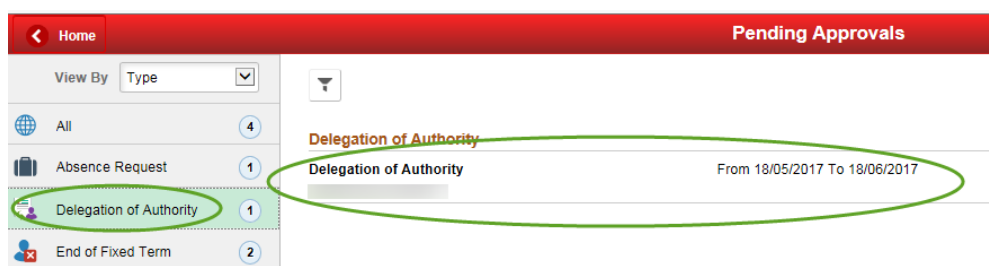 Home
Pending Approvals
View By Type
All 4
Absence Request 1
Delegation of Authority 1
End of Fixed Term 2
Delegation of Authority
Delegation of Authority From 18/05/2017 To 18/06/2017